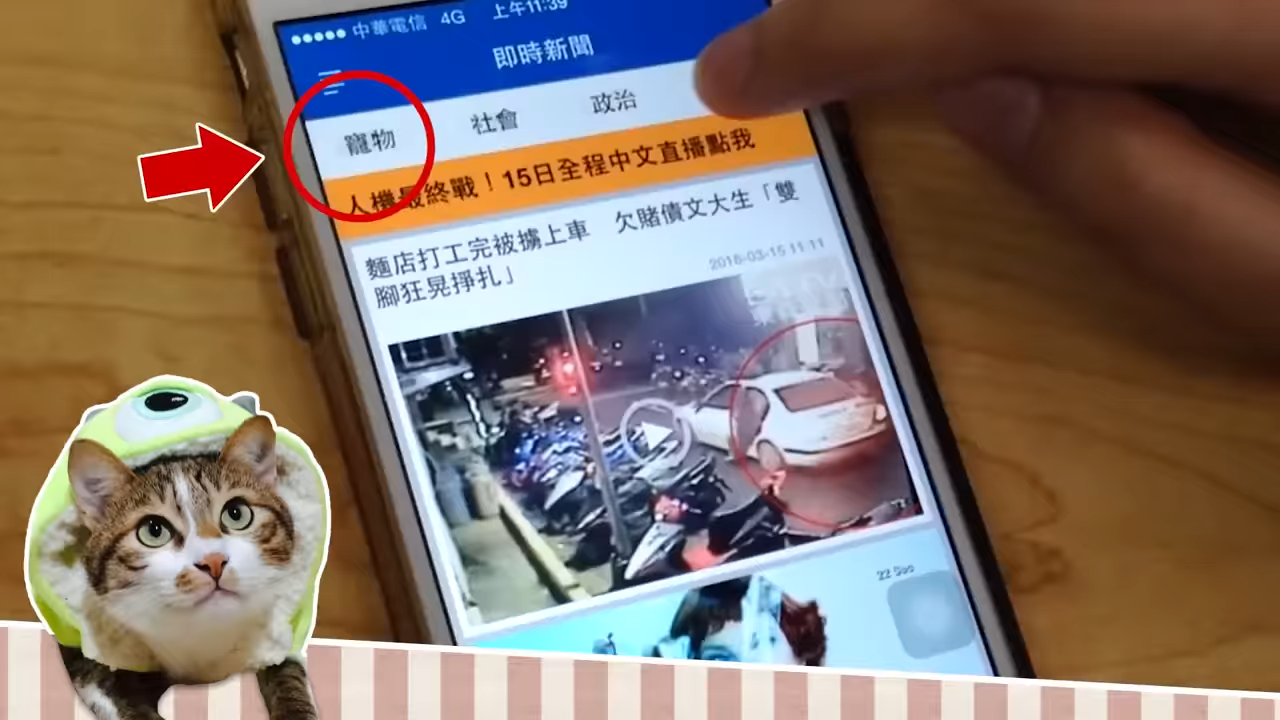 中華電信 4G 上午11:39
即時新聞
寵物 社會 政治
人機最終戰！15日全程中文直播點我
麵店打工完被擄上車 欠賭債文大生「雙
腳狂晃掙扎」
2016-03-15 11:11